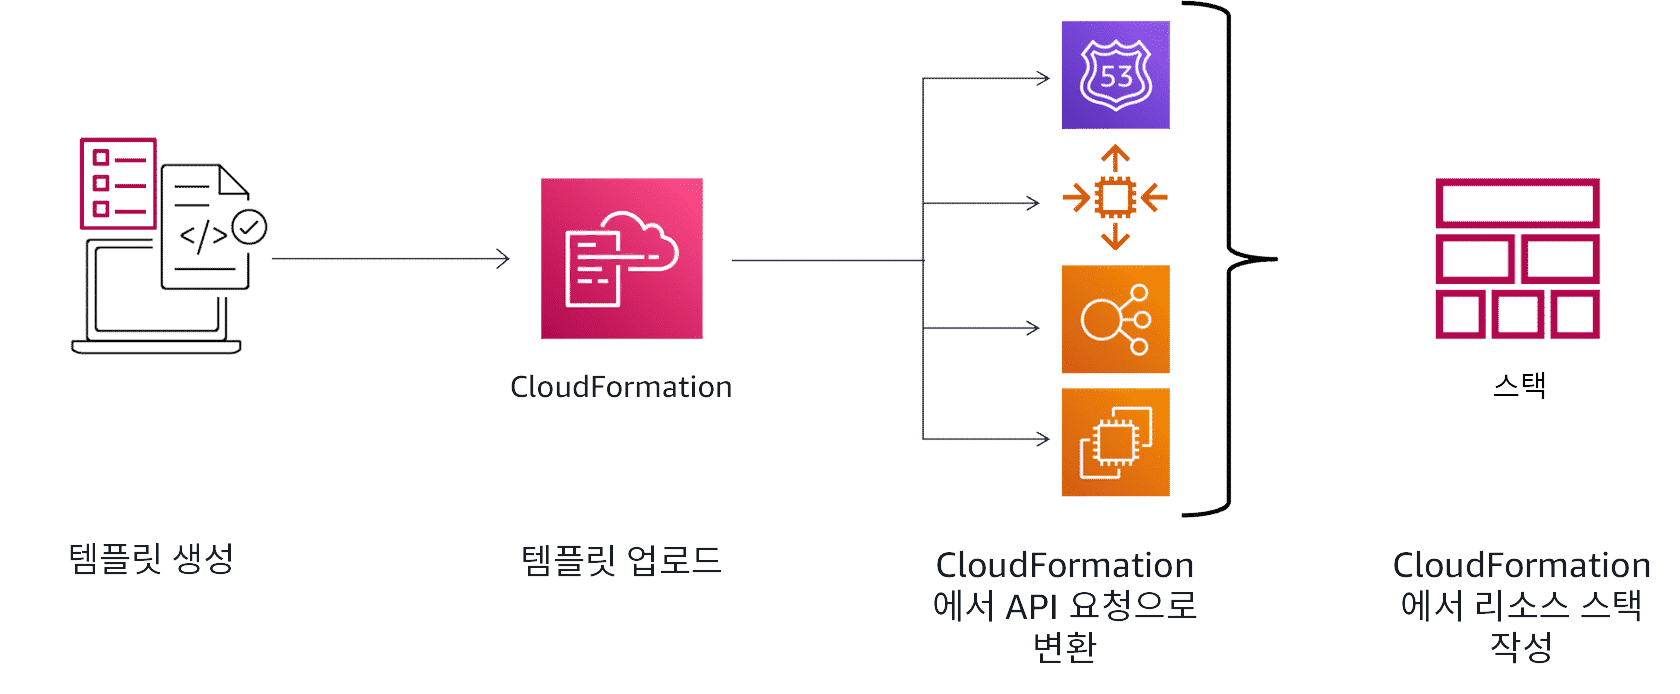 53
</>
CloudFormation
스택
템플릿 생성
템플릿 업로드
CloudFormation
에서 API 요청으로
변환
CloudFormation
에서 리소스 스택
작성